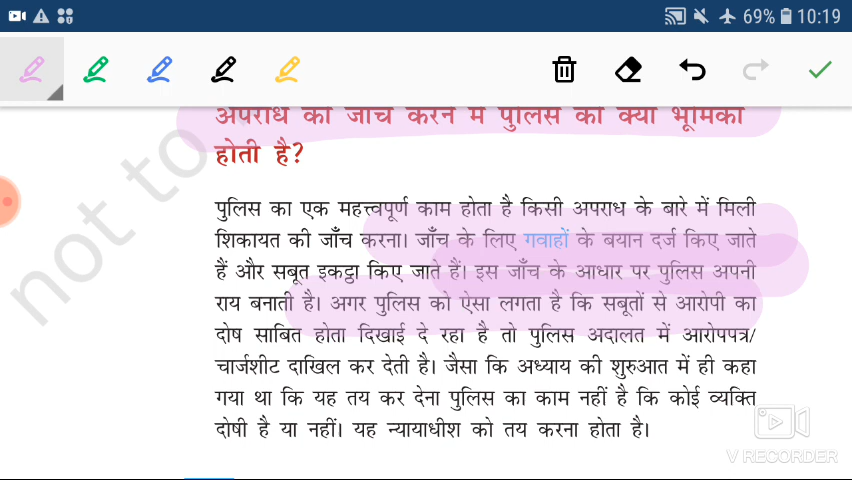 69% 10:19
अपराध की जाँच करने में पुलिस की क्या भूमिका
होती है?
पुलिस का एक महत्त्वपूर्ण काम होता है किसी अपराध के बारे में मिली
शिकायत की जाँच करना। जाँच के लिए गवाहों के बयान दर्ज किए जाते
हैं और सबूत इकट्ठा किए जाते हैं। इस जाँच के आधार पर पुलिस अपनी
राय बनाती है। अगर पुलिस को ऐसा लगता है कि सबूतों से आरोपी का
दोष साबित होता दिखाई दे रहा है तो पुलिस अदालत में आरोपपत्र/
चार्जशीट दाखिल कर देती है। जैसा कि अध्याय की शुरुआत में ही कहा
गया था कि यह तय कर देना पुलिस का काम नहीं है कि कोई व्यक्ति
दोषी है या नहीं। यह न्यायाधीश को तय करना होता है।
not to
V RECORDER